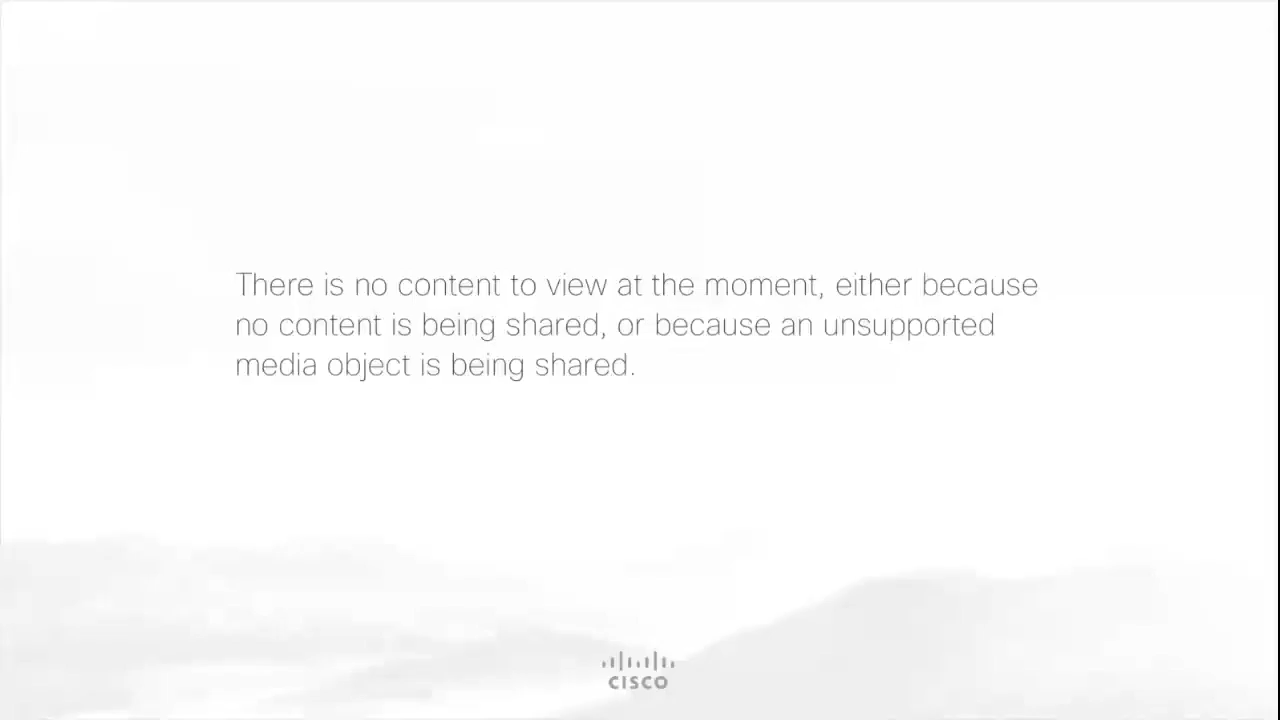 There is no content to view at the moment, either because
no content is being shared, or because an unsupported
media object is being shared.
CISCO